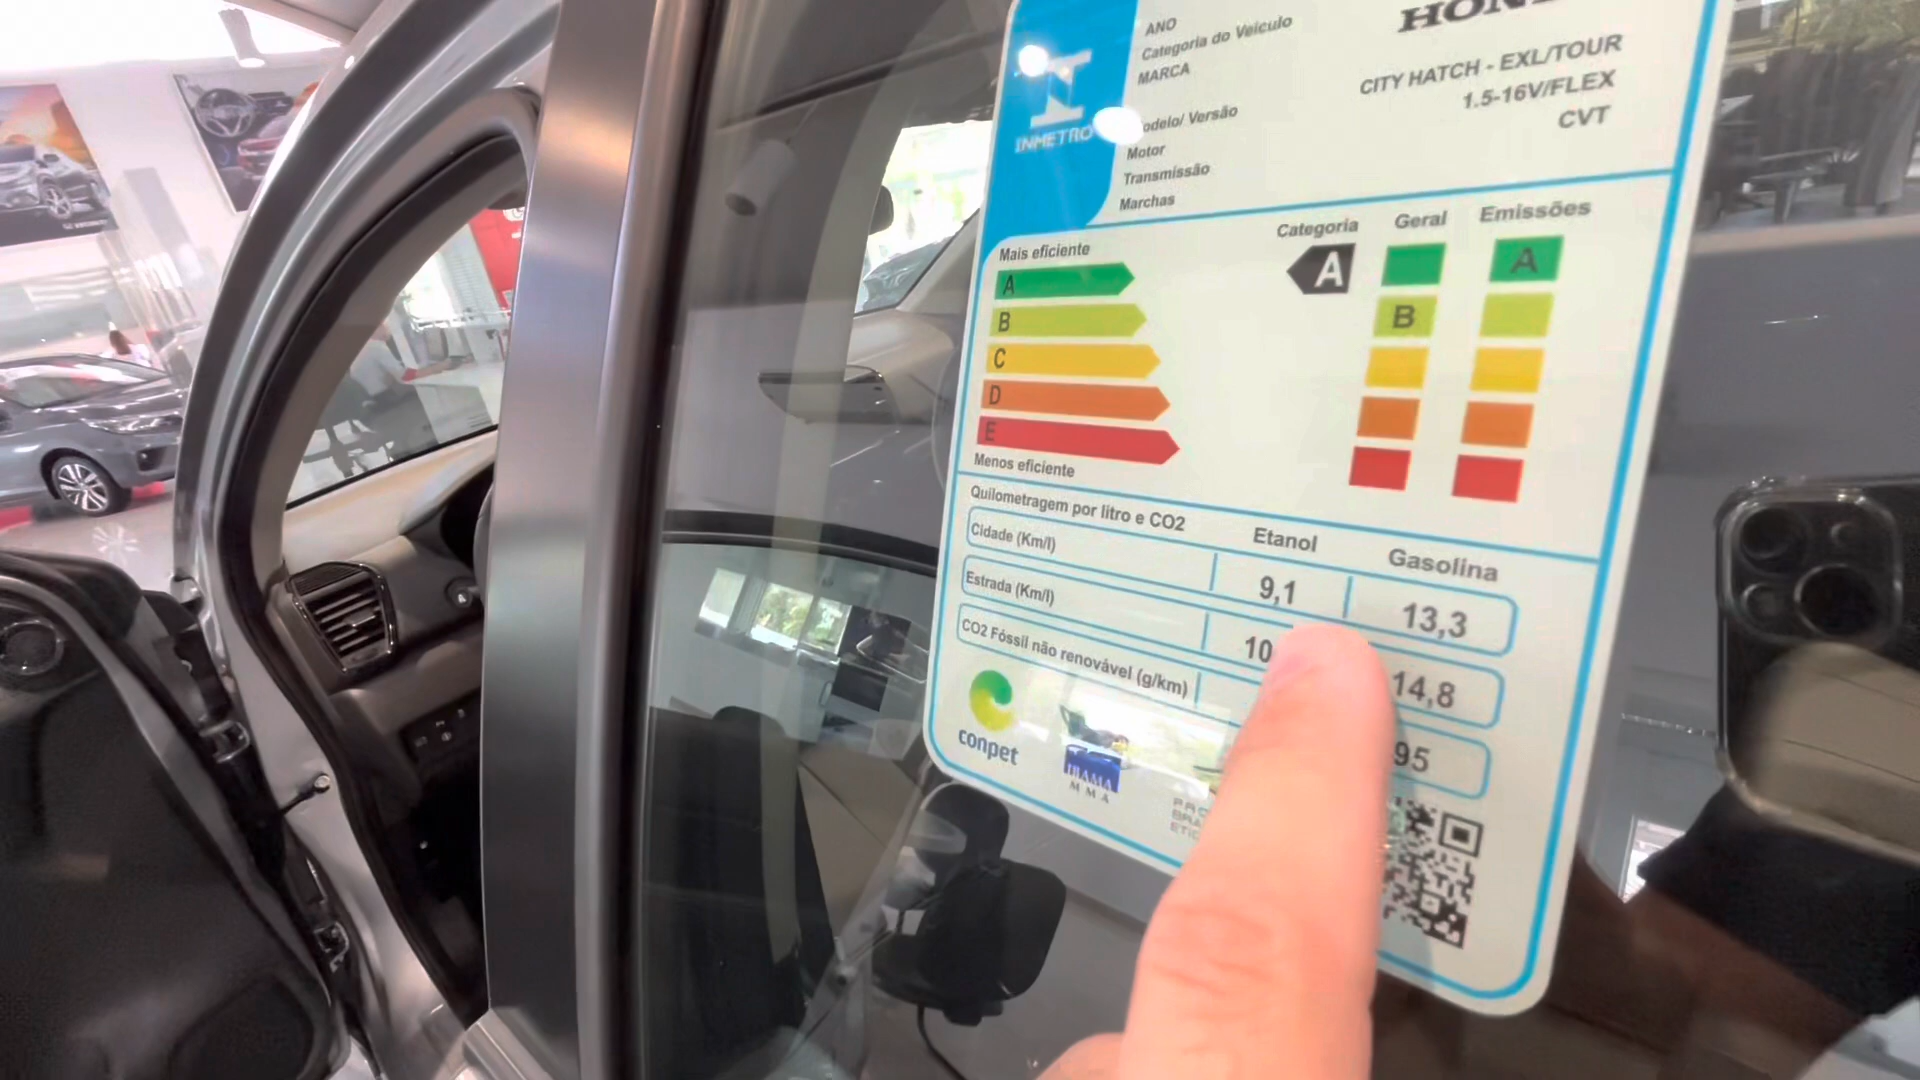 INMETRO
ANO
Categoria do Veículo
MARCA
odelo/ Versão
Motor
Transmissão
Marchas
CITY HATCH - EXL/TOUR
1.5-16V/FLEX
CVT
Categoria Geral Emissões
Mais eficiente
A
B
C
D
E
Menos eficiente
A
B
A
Quilometragem por litro e CO2 Etanol Gasolina
Cidade (Km/l) 9,1 13,3
Estrada (Km/l) 10 14,8
CO2 Fóssil não renovável (g/km) 95
conpet
IBAMA
MMA